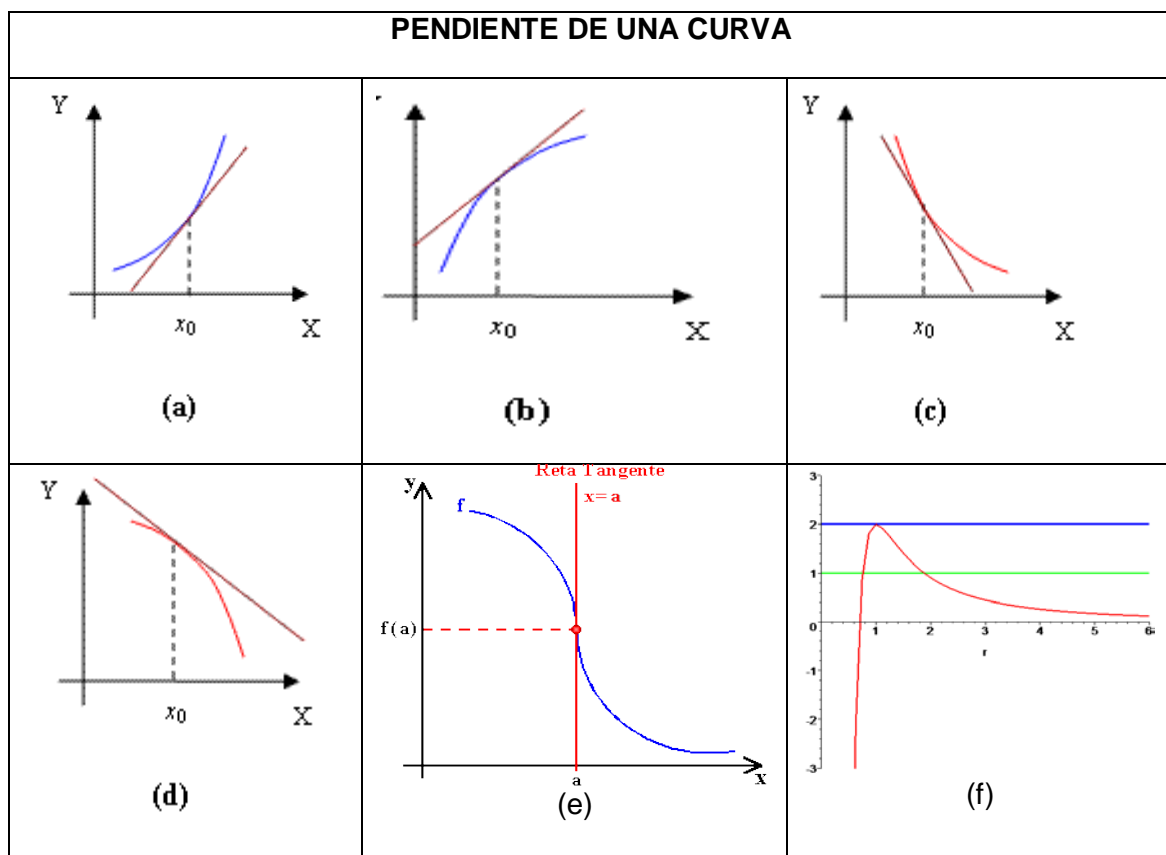 PENDIENTE DE UNA CURVA
Y
x0
X
(a)
x0
X
(b)
Y
x0
X
(c)
Y
x0
X
(d)
Reta Tangente
x=a
y
f
f(a)
a
x
(e)
3
2
1
0
1 2 3 4 5 6
r
-1
-2
-3
(f)